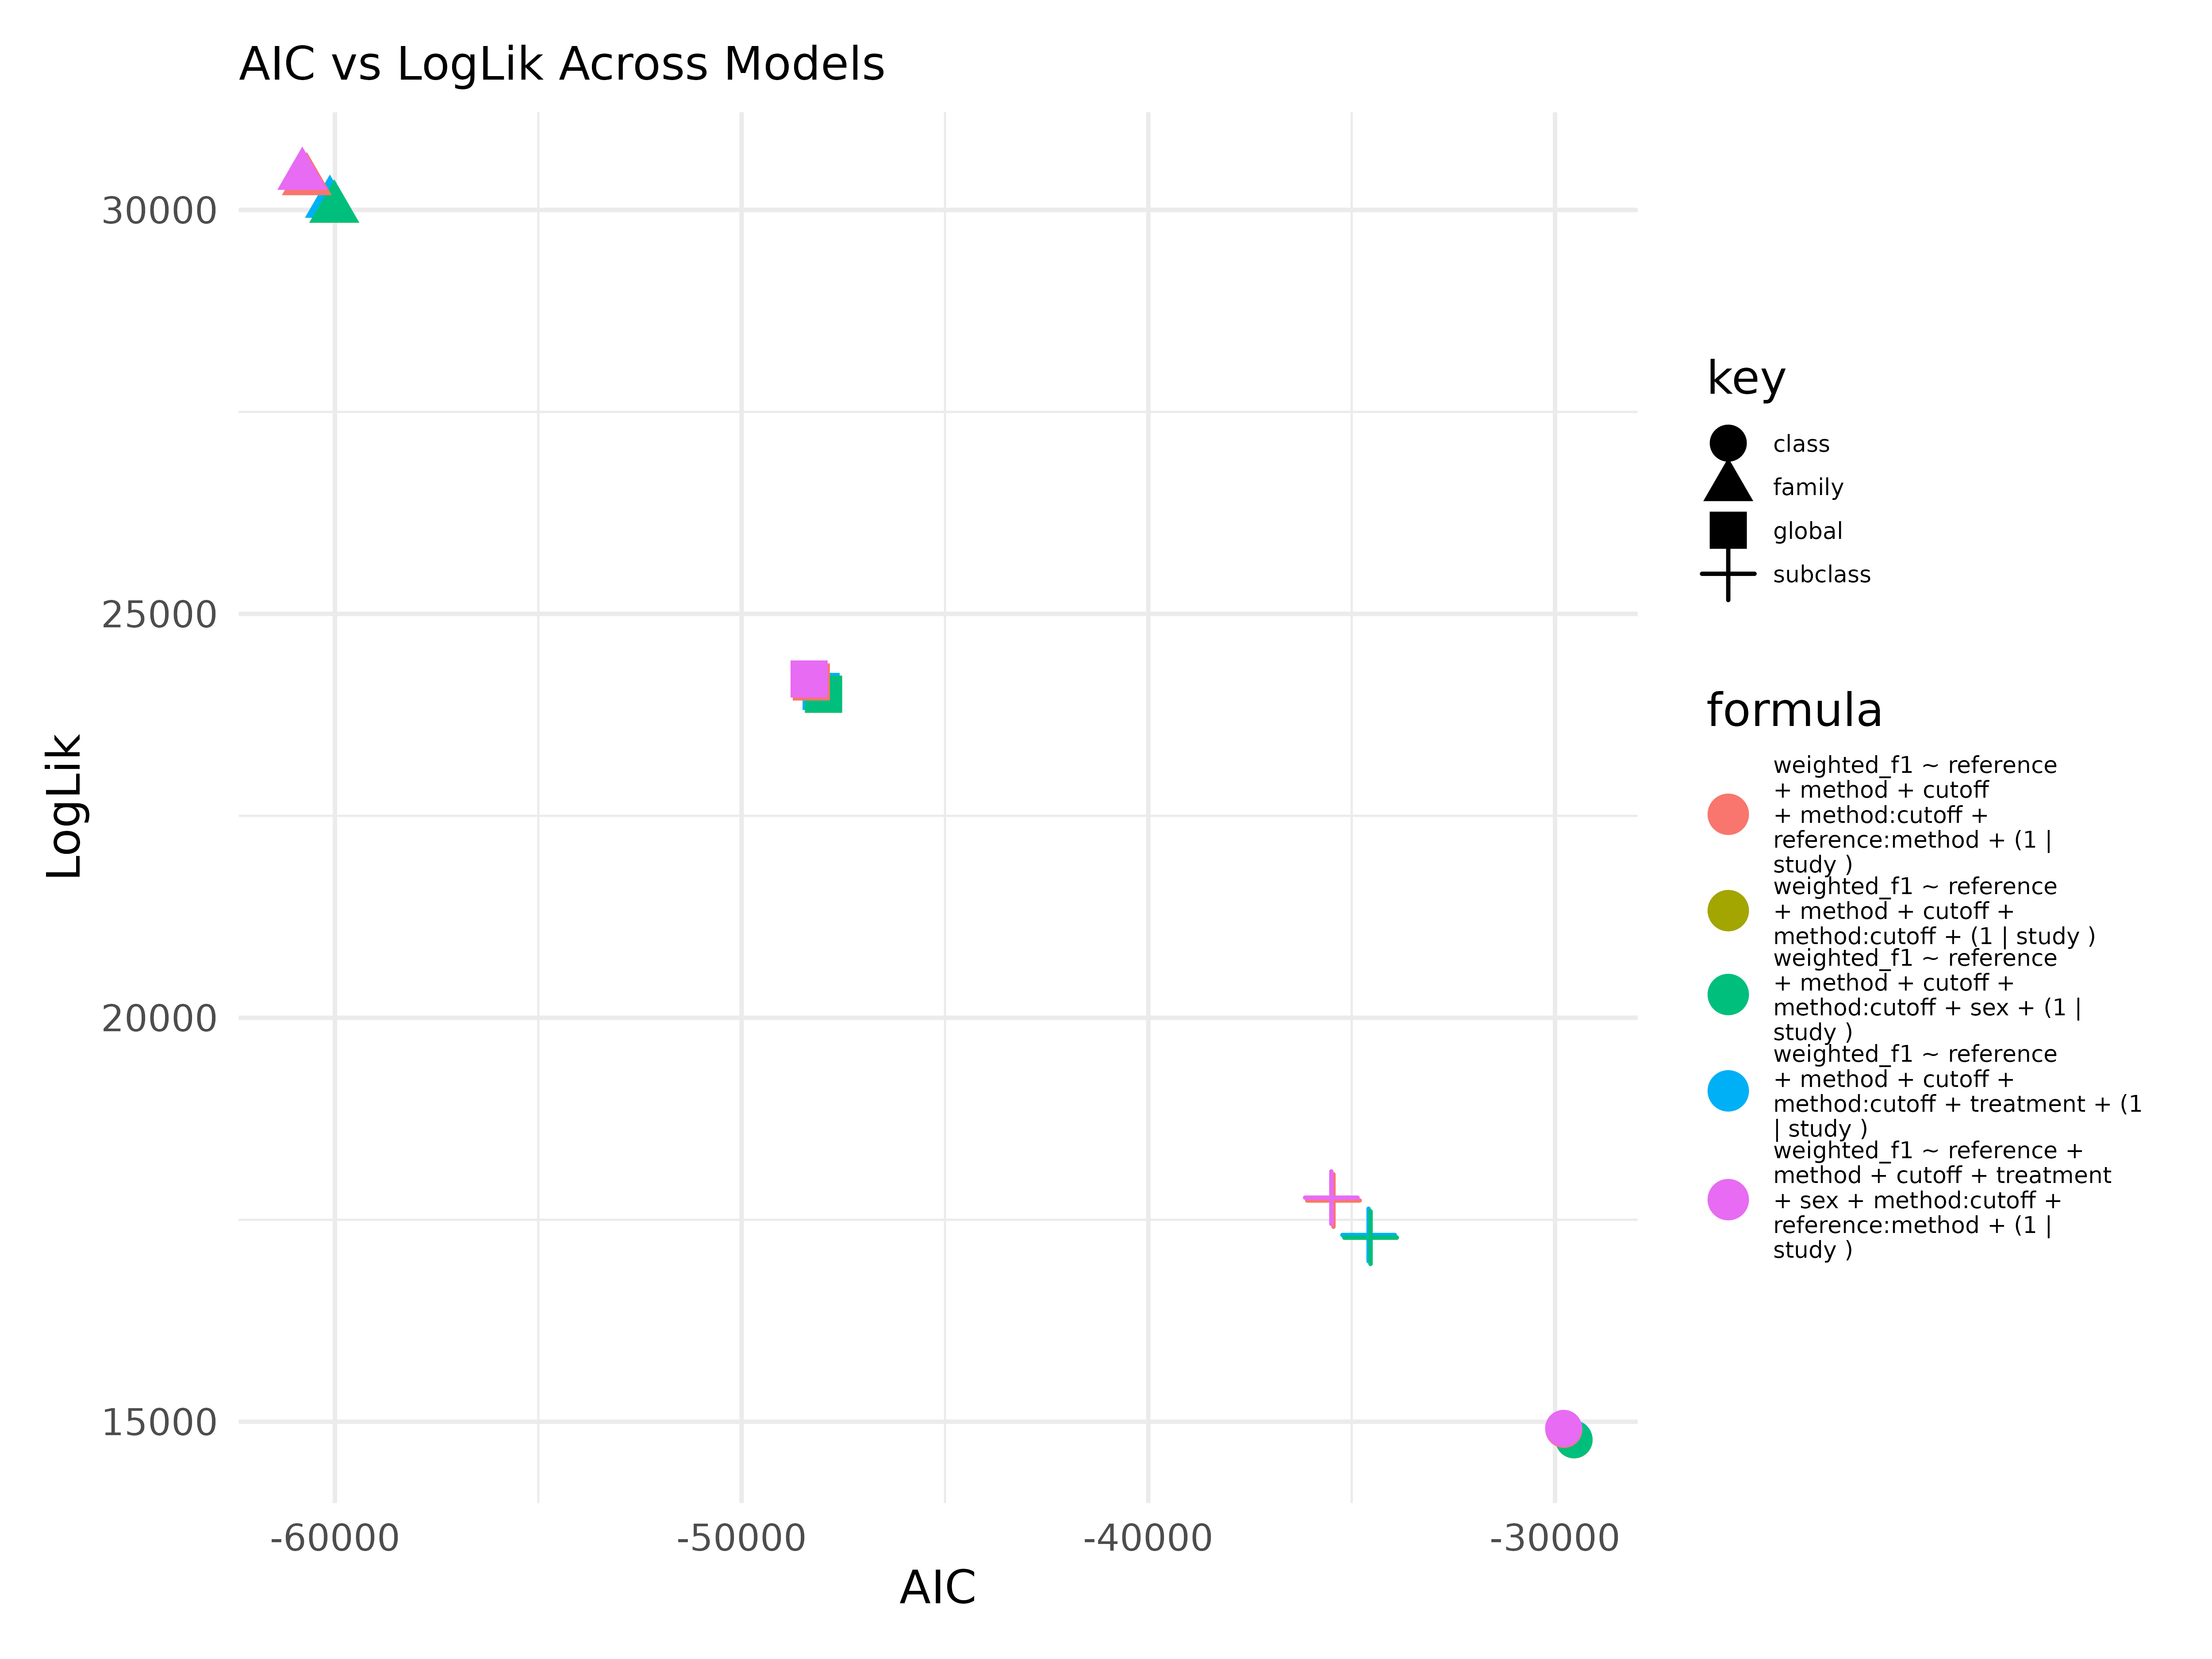 AIC vs LogLik Across Models
30000
25000
20000
15000
LogLik
-60000
-50000
-40000
-30000
AIC
key
class
family
global
subclass
formula
weighted_f1 ~ reference
+ method + cutoff
+ method:cutoff +
reference:method + (1 |
study )
weighted_f1 ~ reference
+ method + cutoff +
method:cutoff + (1 | study )
weighted_f1 ~ reference
+ method + cutoff +
method:cutoff + sex + (1 |
study )
weighted_f1 ~ reference
+ method + cutoff +
method:cutoff + treatment + (1
| study )
weighted_f1 ~ reference +
method + cutoff + treatment
+ sex + method:cutoff +
reference:method + (1 |
study )